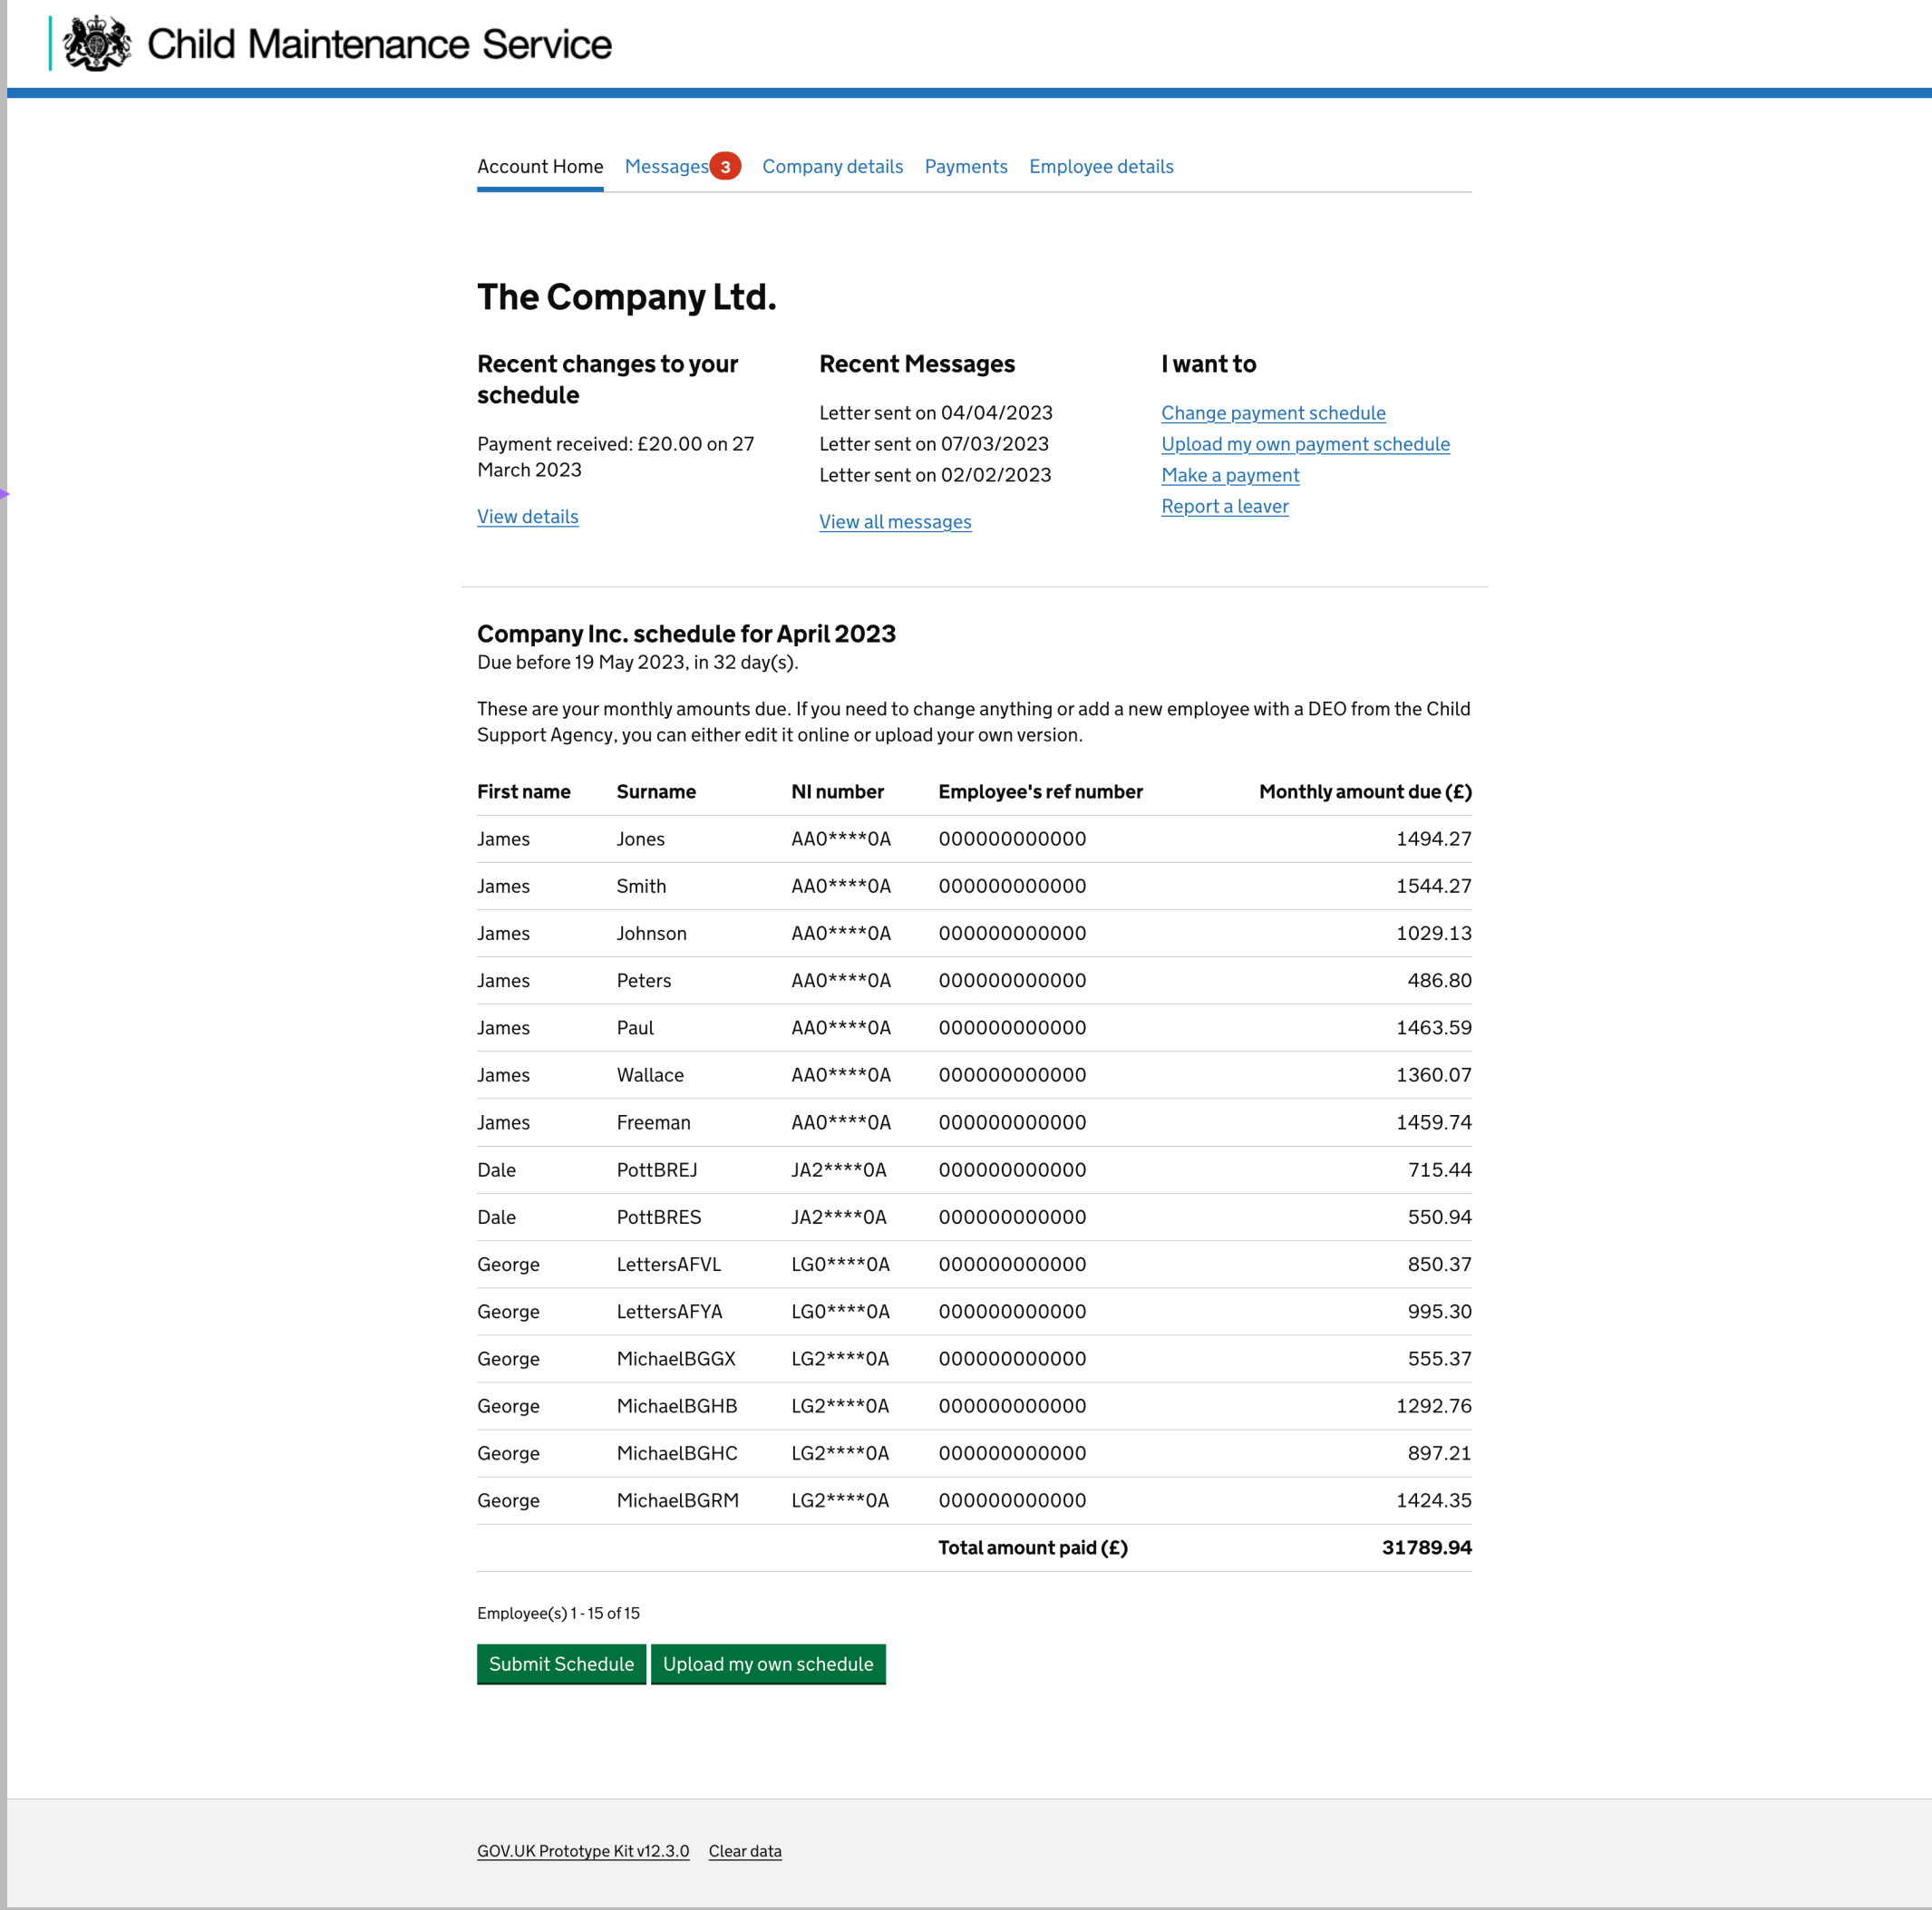 Child Maintenance Service
Account Home Messages 3 Company details Payments Employee details
The Company Ltd.
Recent changes to your
schedule
Payment received: £20.00 on 27
March 2023
View details
Recent Messages
Letter sent on 04/04/2023
Letter sent on 07/03/2023
Letter sent on 02/02/2023
View all messages
I want to
Change payment schedule
Upload my own payment schedule
Make a payment
Report a leaver
Company Inc. schedule for April 2023
Due before 19 May 2023, in 32 day(s).
These are your monthly amounts due. If you need to change anything or add a new employee with a DEO from the Child
Support Agency, you can either edit it online or upload your own version.
First name Surname NI number Employee's ref number Monthly amount due (£)
James Jones AA0****0A 000000000000 1494.27
James Smith AA0****0A 000000000000 1544.27
James Johnson AA0****0A 000000000000 1029.13
James Peters AA0****0A 000000000000 486.80
James Paul AA0****0A 000000000000 1463.59
James Wallace AA0****0A 000000000000 1360.07
James Freeman AA0****0A 000000000000 1459.74
Dale PottBREJ JA2****0A 000000000000 715.44
Dale PottBRES JA2****0A 000000000000 550.94
George LettersAFVL LG0****0A 000000000000 850.37
George LettersAFYA LG0****0A 000000000000 995.30
George MichaelBGGX LG2****0A 000000000000 555.37
George MichaelBGHB LG2****0A 000000000000 1292.76
George MichaelBGHC LG2****0A 000000000000 897.21
George MichaelBGRM LG2****0A 000000000000 1424.35
Total amount paid (£) 31789.94
Employee(s) 1 - 15 of 15
Submit Schedule Upload my own schedule
GOV.UK Prototype Kit v12.3.0 Clear data